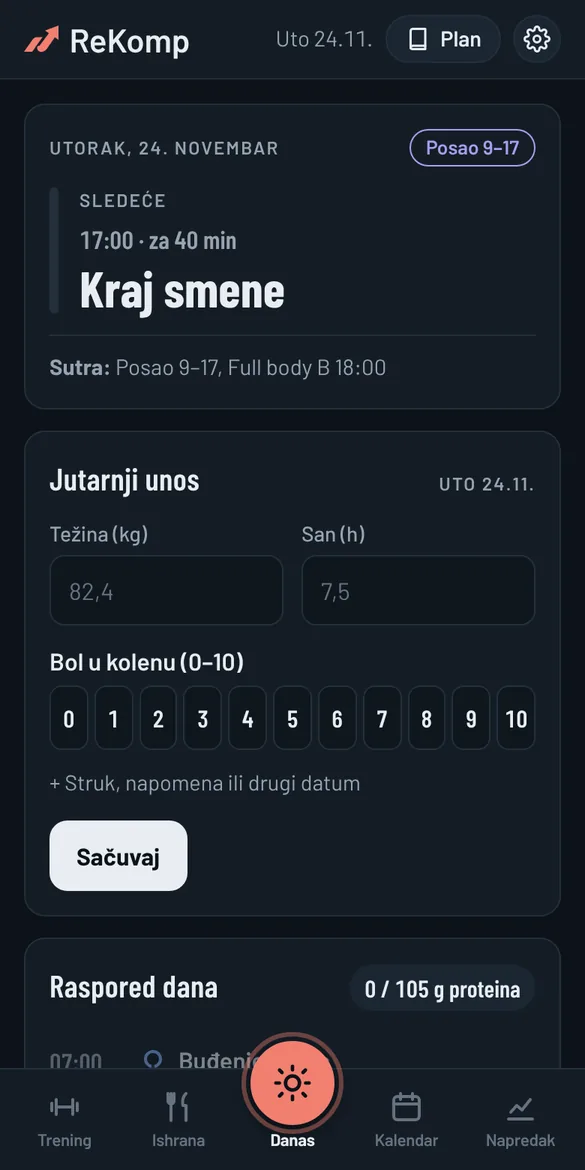 ReKomp
Uto 24.11.
Plan
UTORAK, 24. NOVEMBAR
Posao 9–17
SLEDEĆE
17:00 · za 40 min
Kraj smene
Sutra: Posao 9–17, Full body B 18:00
Jutarnji unos
UTO 24.11.
Težina (kg)
San (h)
82,4
7,5
Bol u kolenu (0–10)
0 1 2 3 4 5 6 7 8 9 10
+ Struk, napomena ili drugi datum
Sačuvaj
Raspored dana
0 / 105 g proteina
07:00
Trening
Ishrana
Danas
Kalendar
Napredak